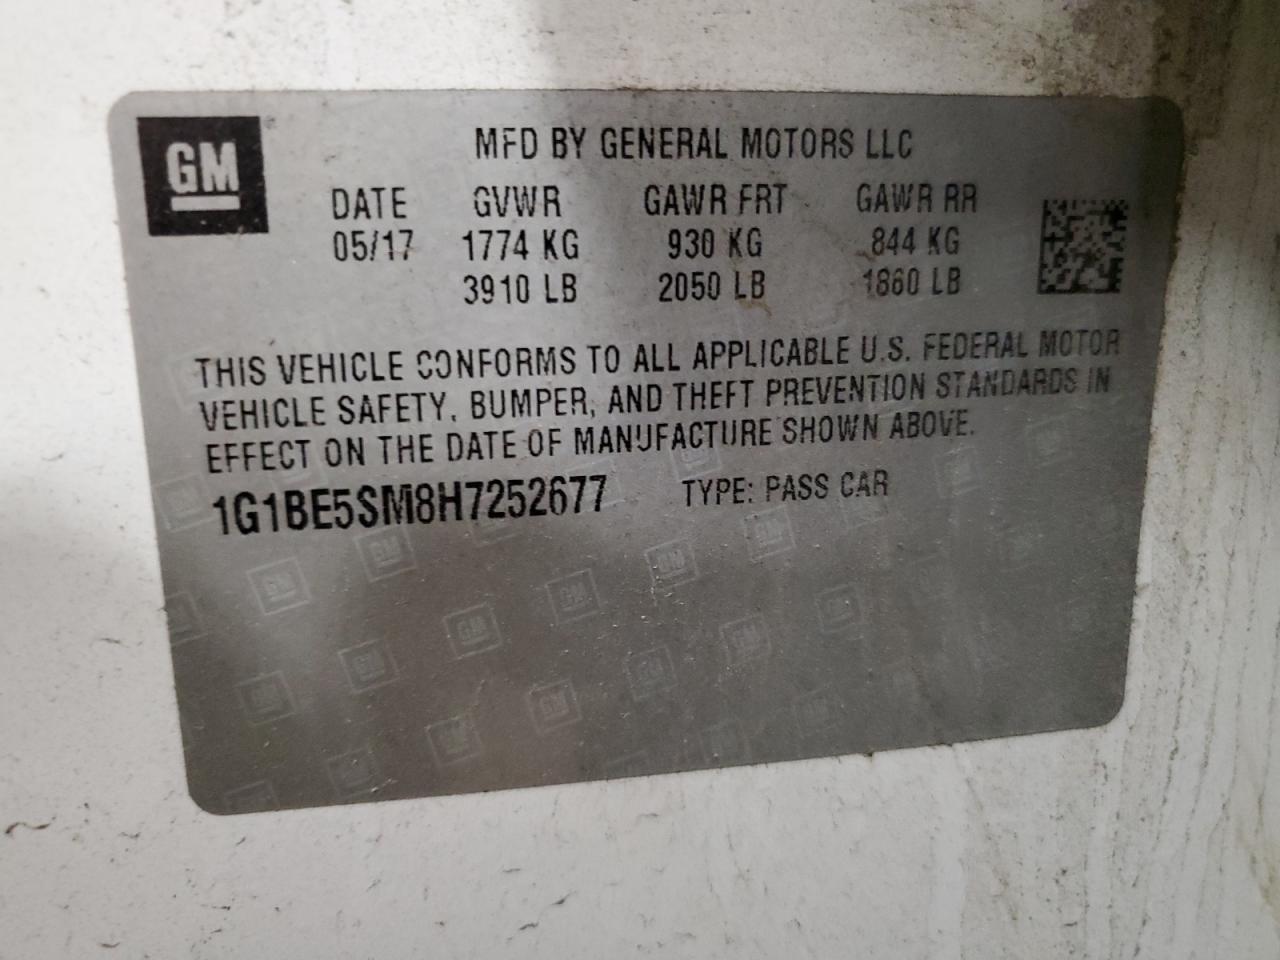 GM
MFD BY GENERAL MOTORS LLC
DATE GVWR GAWR FRT GAWR RR
05/17 1774 KG 930 KG 844 KG
3910 LB 2050 LB 1860 LB
THIS VEHICLE CONFORMS TO ALL APPLICABLE U.S. FEDERAL MOTOR
VEHICLE SAFETY, BUMPER, AND THEFT PREVENTION STANDARDS IN
EFFECT ON THE DATE OF MANUFACTURE SHOWN ABOVE.
1G1BE5SM8H7252677 TYPE: PASS CAR